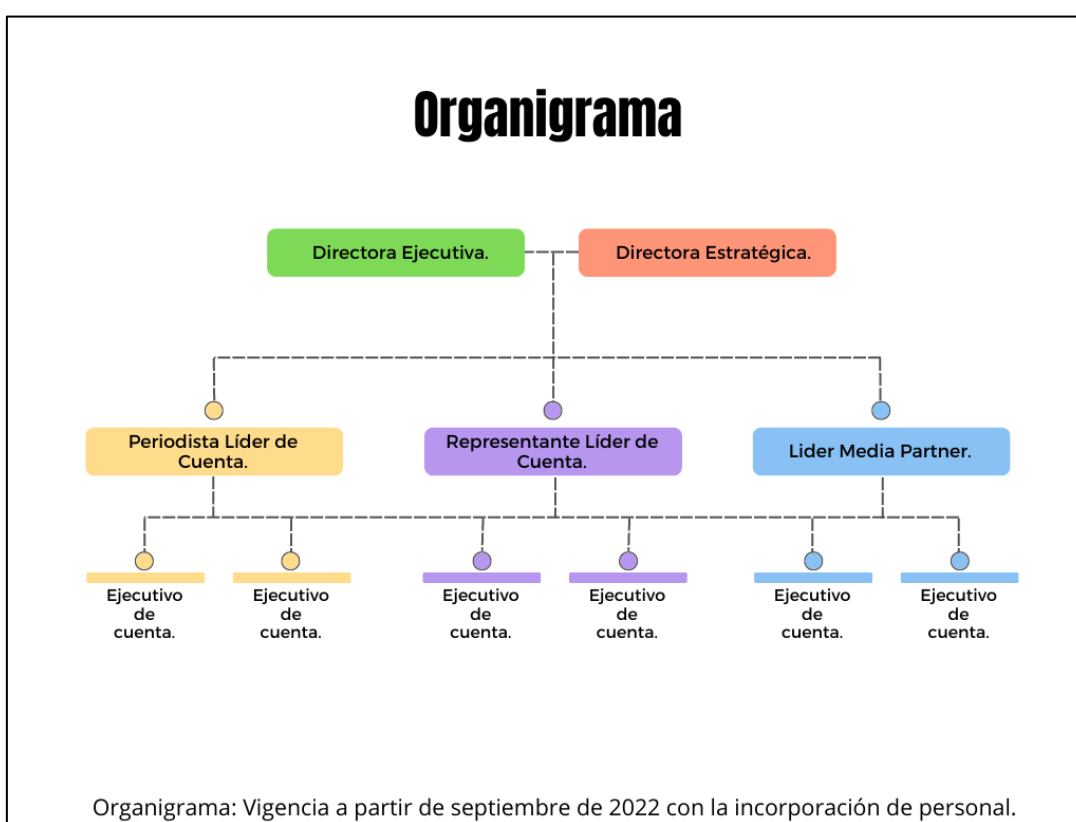 Organigrama
Directora Ejecutiva.
Directora Estratégica.
Periodista Líder de
Cuenta.
Representante Líder de
Cuenta.
Lider Media Partner.
Ejecutivo
de
cuenta.
Ejecutivo
de
cuenta.
Ejecutivo
de
cuenta.
Ejecutivo
de
cuenta.
Ejecutivo
de
cuenta.
Ejecutivo
de
cuenta.
Organigrama: Vigencia a partir de septiembre de 2022 con la incorporación de personal.